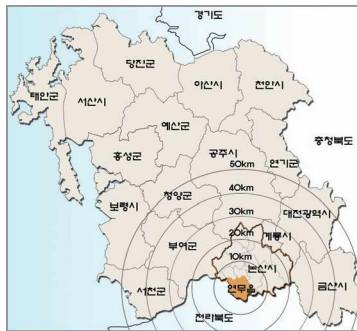 경기도
당진군
태안군
서산시
아산시
천안시
예산군
충청북도
홍성군
공주시
연기군
50km
청양군
40km
보령시
30km
대전광역시
20km
계룡시
부여군
10km
논산시
서천군
연무읍
금산시
전라북도